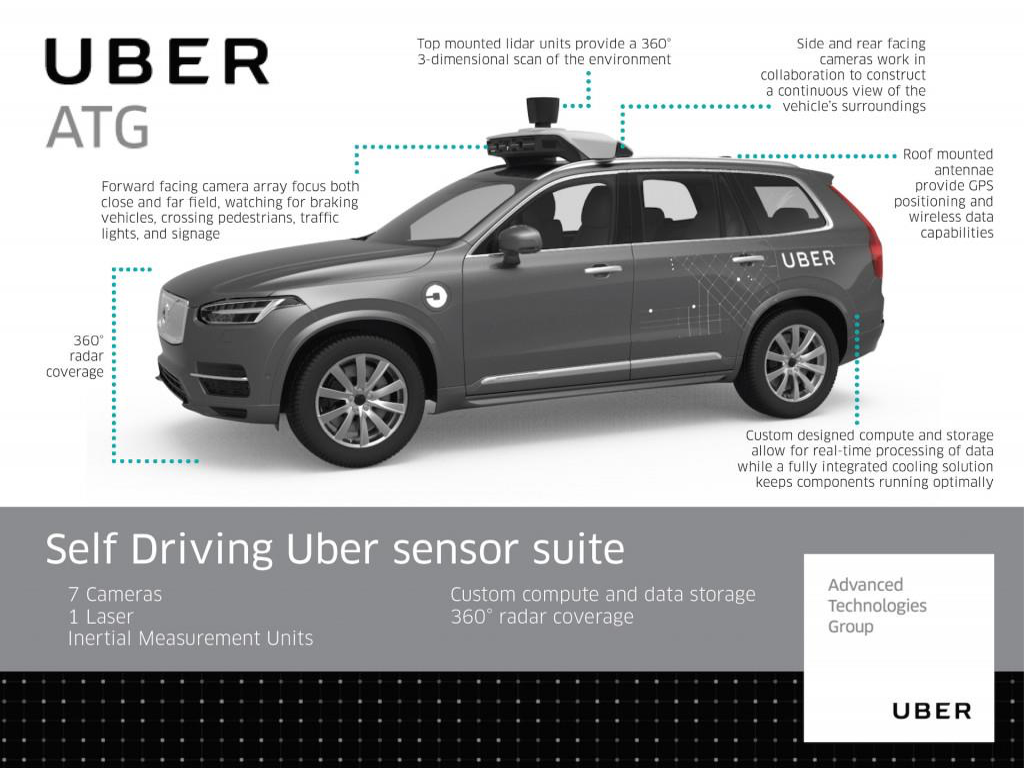 UBER
ATG
Top mounted lidar units provide a 360°
3-dimensional scan of the environment
Side and rear facing
cameras work in
collaboration to construct
a continuous view of the
vehicle's surroundings
Roof mounted
antennae
provide GPS
positioning and
wireless data
capabilities
Forward facing camera array focus both
close and far field, watching for braking
vehicles, crossing pedestrians, traffic
lights, and signage
UBER
360°
radar
coverage
Custom designed compute and storage
allow for real-time processing of data
while a fully integrated cooling solution
keeps components running optimally
Self Driving Uber sensor suite
7 Cameras
1 Laser
Inertial Measurement Units
Custom compute and data storage
360° radar coverage
Advanced
Technologies
Group
UBER